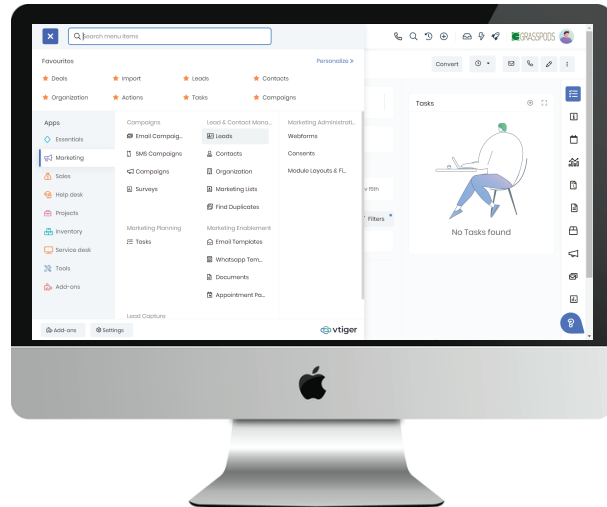 Search menu items
GRASSPODS
Favourites
Personalize >
Deals
Import
Leads
Contacts
Organization
Actions
Tasks
Campaigns
Convert
Apps
Essentials
Marketing
Sales
Help desk
Projects
Inventory
Service desk
Tools
Add-ons
Campaigns
Email Campaig...
SMS Campaigns
Campaigns
Surveys
Marketing Planning
Tasks
Lead Capture
Lead & Contact Mana...
Leads
Contacts
Organization
Marketing Lists
Find Duplicates
Marketing Enablement
Email Templates
Whatsapp Tem...
Documents
Appointment Pa...
Marketing Administrati...
Webforms
Consents
Module Layouts & Fi...
Filters
Tasks
No Tasks found
Add-ons
Settings
vtiger